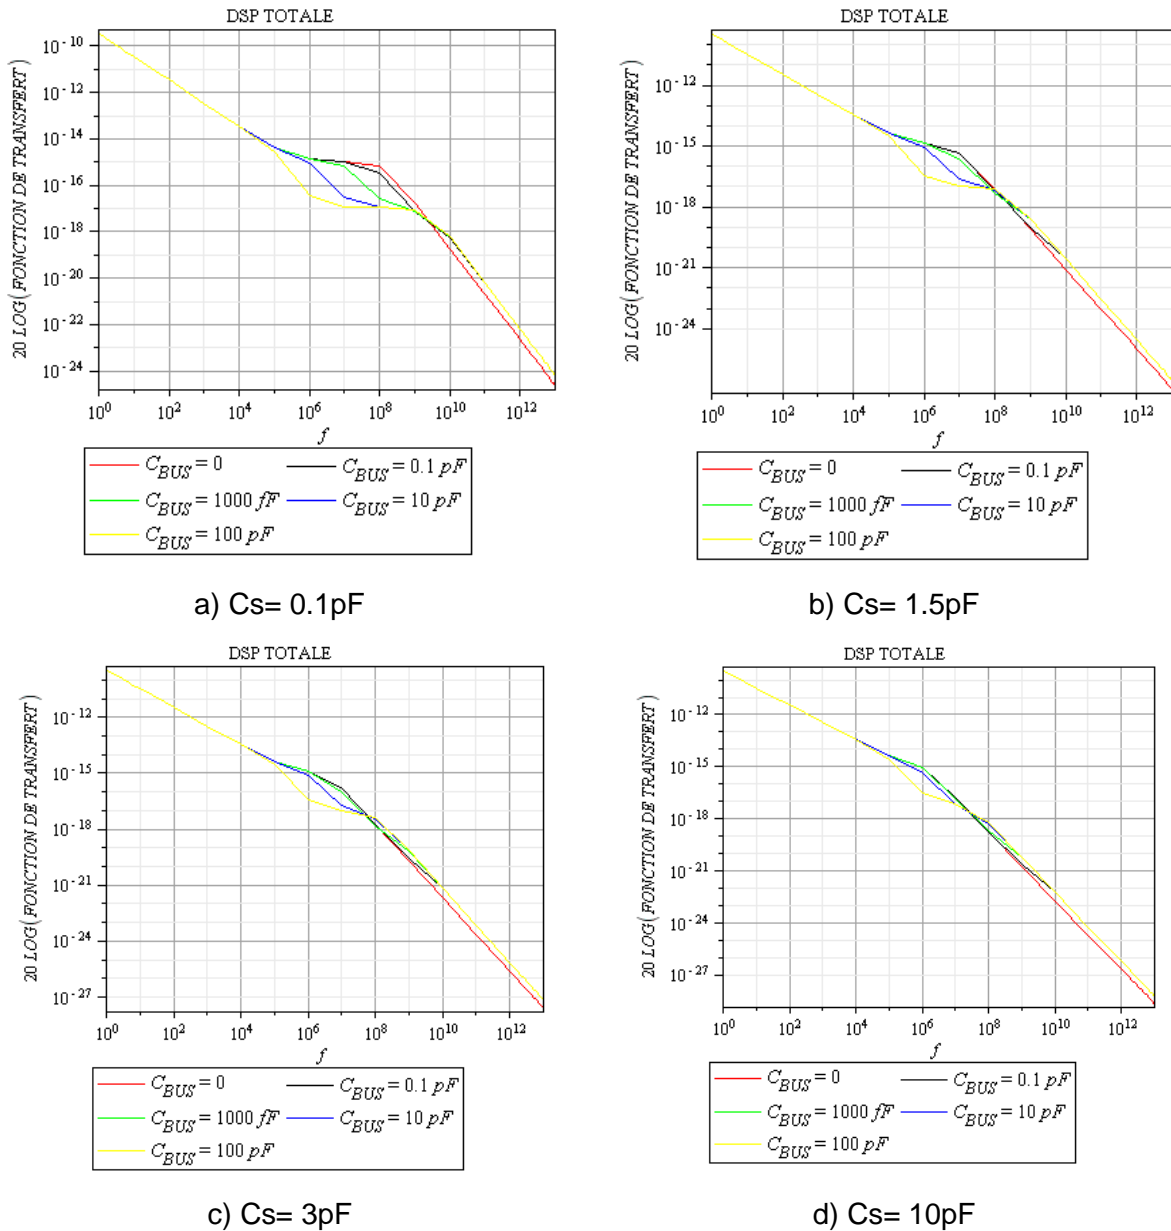 DSP TOTALE
20 LOG(FONCTION DE TRANSFERT)
10^-10
10^-12
10^-14
10^-16
10^-18
10^-20
10^-22
10^-24
10^0 10^2 10^4 10^6 10^8 10^10 10^12
f
C_BUS = 0 C_BUS = 0.1 pF
C_BUS = 1000 fF C_BUS = 10 pF
C_BUS = 100 pF
a) Cs= 0.1pF
DSP TOTALE
20 LOG(FONCTION DE TRANSFERT)
10^-12
10^-15
10^-18
10^-21
10^-24
10^0 10^2 10^4 10^6 10^8 10^10 10^12
f
C_BUS = 0 C_BUS = 0.1 pF
C_BUS = 1000 fF C_BUS = 10 pF
C_BUS = 100 pF
b) Cs= 1.5pF
DSP TOTALE
20 LOG(FONCTION DE TRANSFERT)
10^-12
10^-15
10^-18
10^-21
10^-24
10^-27
10^0 10^2 10^4 10^6 10^8 10^10 10^12
f
C_BUS = 0 C_BUS = 0.1 pF
C_BUS = 1000 fF C_BUS = 10 pF
C_BUS = 100 pF
c) Cs= 3pF
DSP TOTALE
20 LOG(FONCTION DE TRANSFERT)
10^-12
10^-15
10^-18
10^-21
10^-24
10^-27
10^0 10^2 10^4 10^6 10^8 10^10 10^12
f
C_BUS = 0 C_BUS = 0.1 pF
C_BUS = 1000 fF C_BUS = 10 pF
C_BUS = 100 pF
d) Cs= 10pF